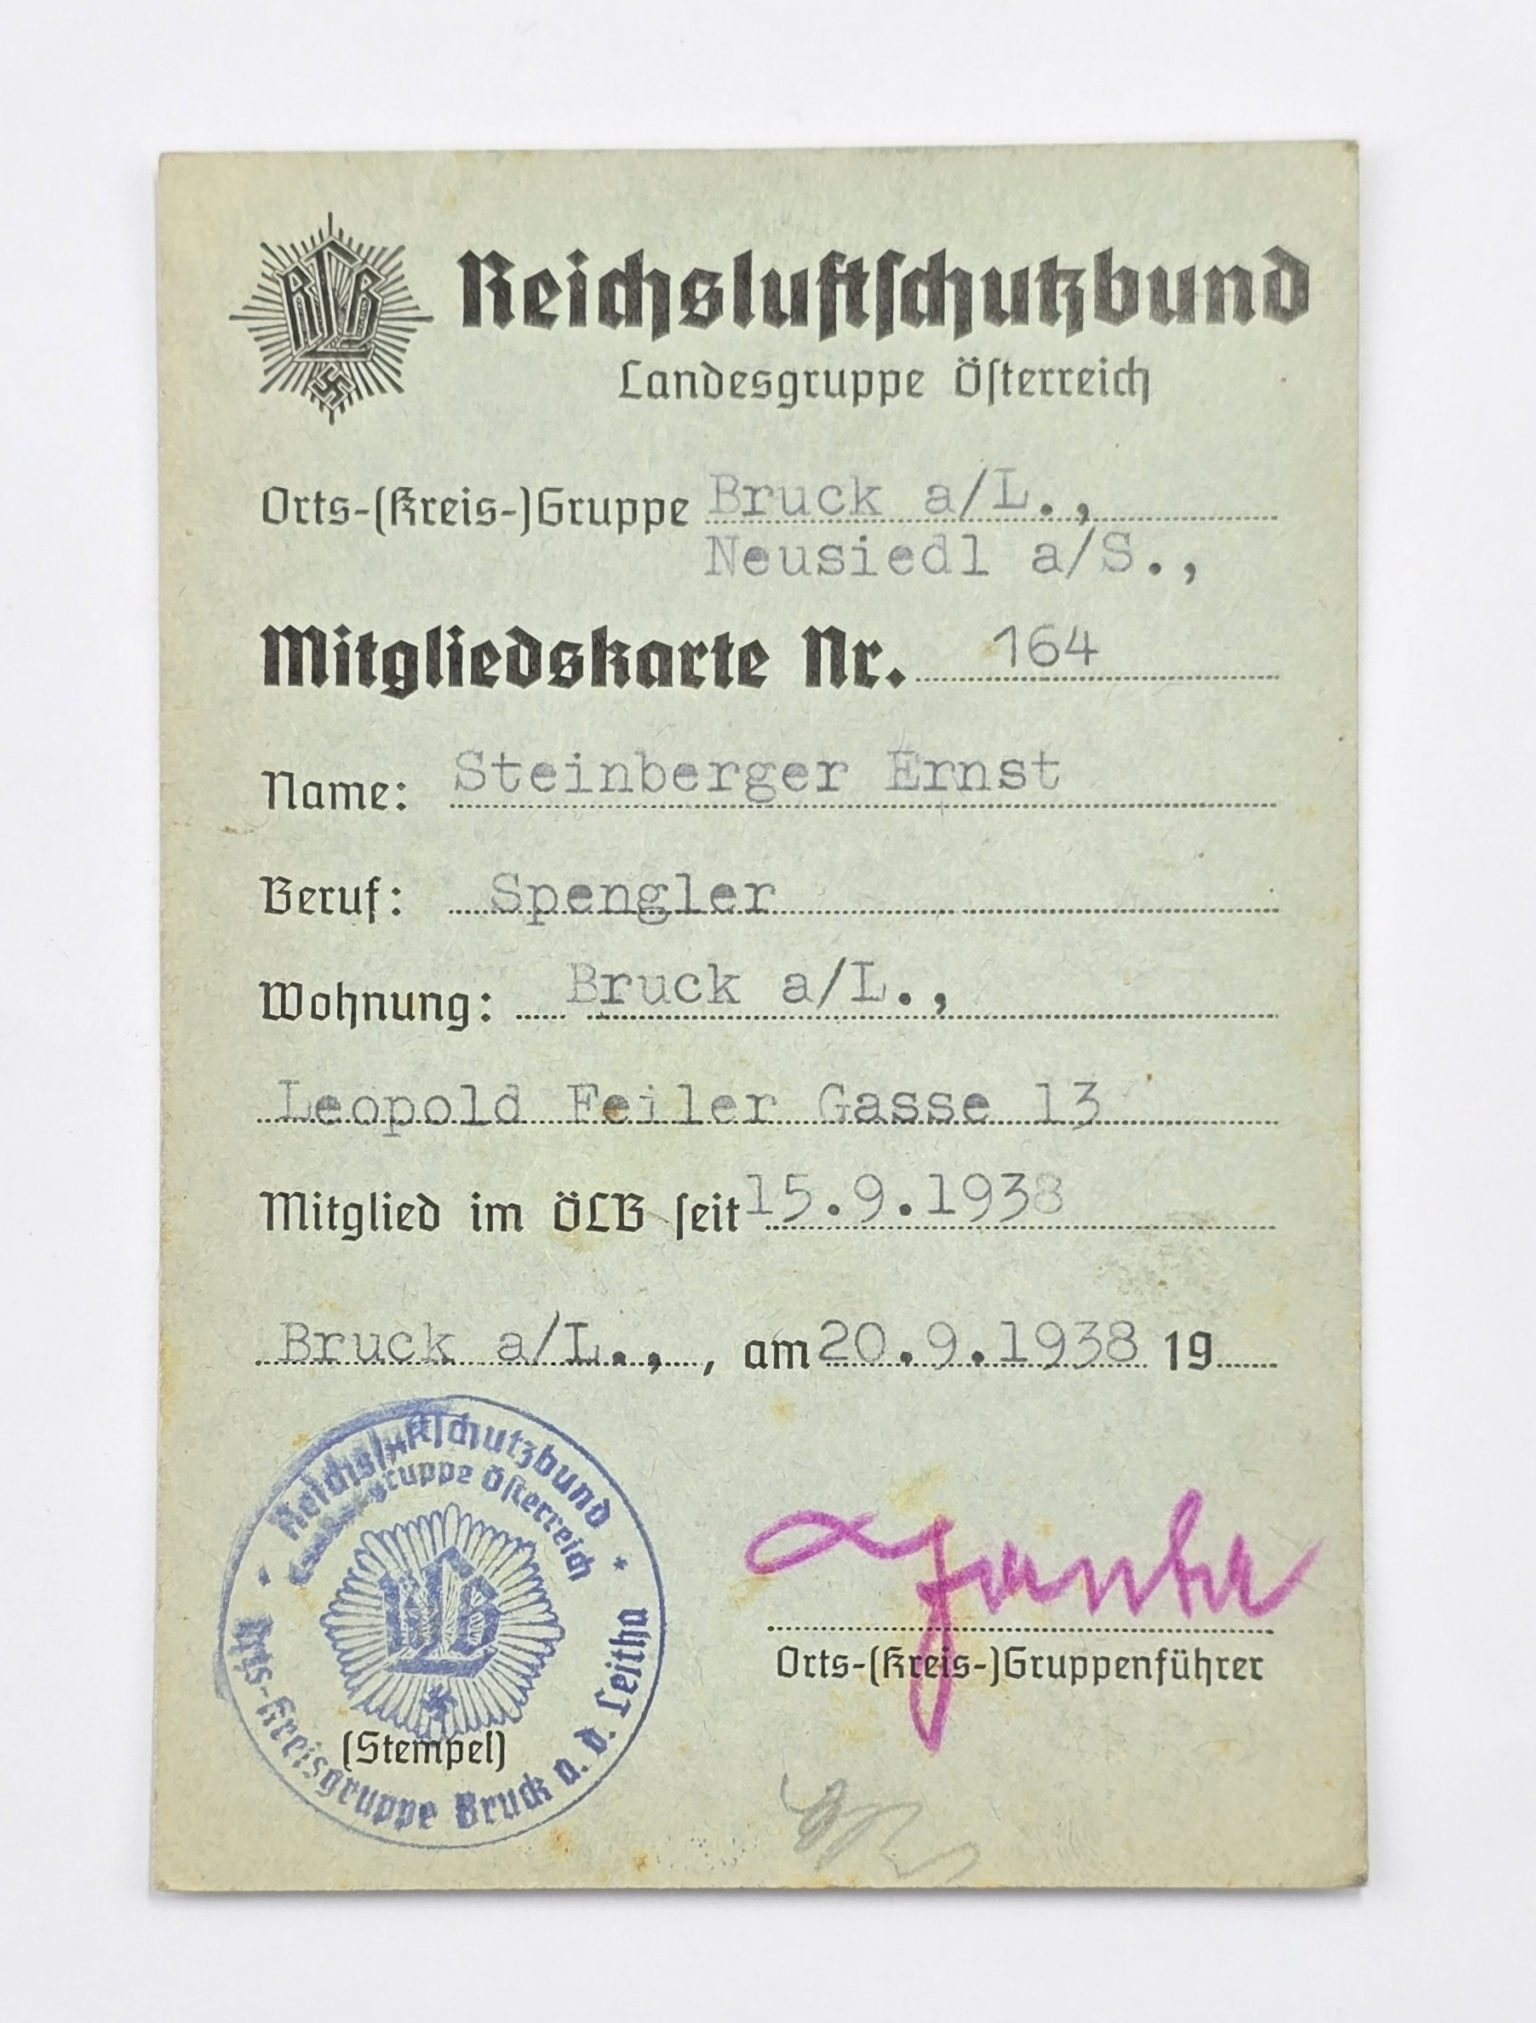 RLB
Reichsluftschutzbund
Landesgruppe Österreich
Orts-(Kreis-)Gruppe Bruck a/L.,
Neusiedl a/S.,
Mitgliedskarte Nr. 164
Name: Steinberger Ernst
Beruf: Spengler
Wohnung: Bruck a/L.,
Leopold Feiler Gasse 13
Mitglied im ÖLB seit 15.9.1938
Bruck a/L., , am 20.9.1938 19
Reichsluftschutzbund
Landesgruppe Österreich
RLB
Orts-Kreisgruppe Bruck a. d. Leitha
(Stempel)
Orts-(Kreis-)Gruppenführer